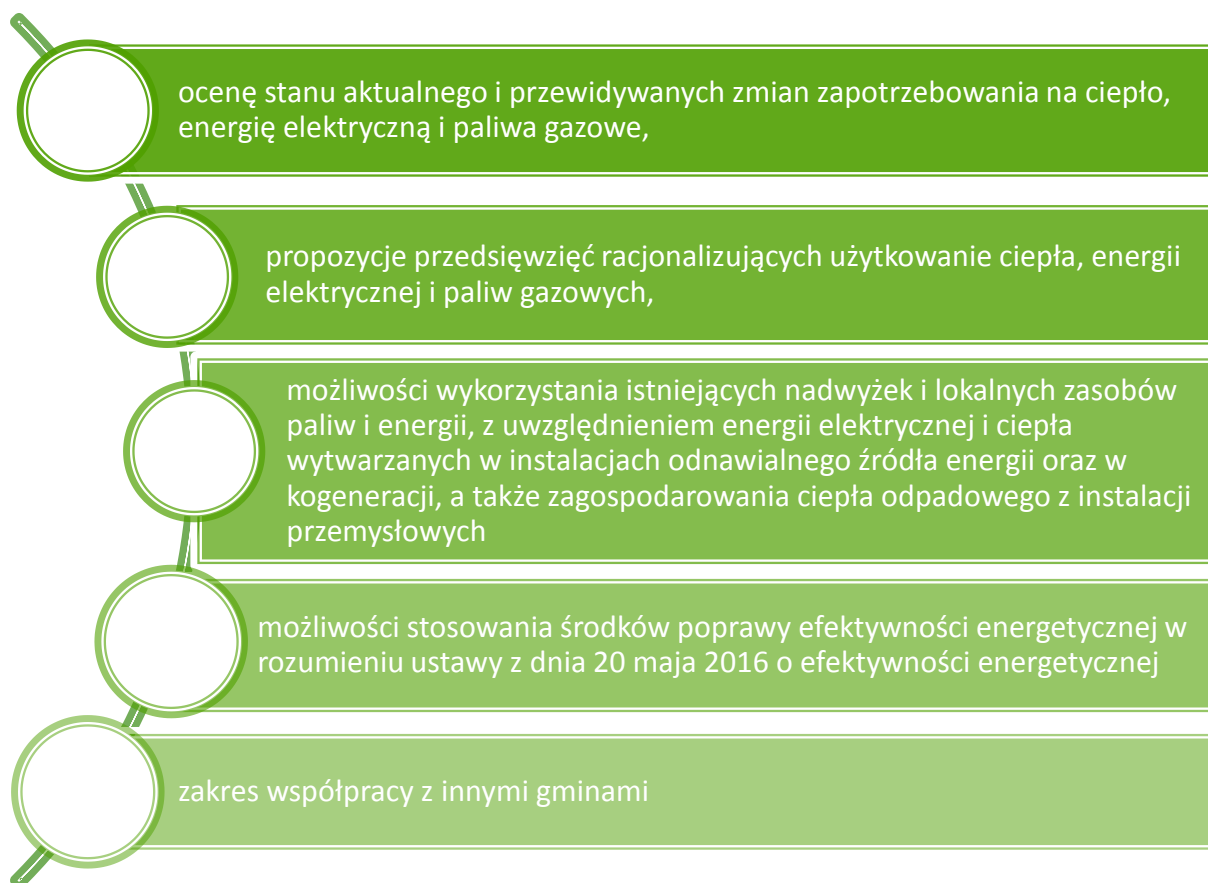 ocenę stanu aktualnego i przewidywanych zmian zapotrzebowania na ciepło,
energię elektryczną i paliwa gazowe,
propozycje przedsięwzięć racjonalizujących użytkowanie ciepła, energii
elektrycznej i paliw gazowych,
możliwości wykorzystania istniejących nadwyżek i lokalnych zasobów
paliw i energii, z uwzględnieniem energii elektrycznej i ciepła
wytwarzanych w instalacjach odnawialnego źródła energii oraz w
kogeneracji, a także zagospodarowania ciepła odpadowego z instalacji
przemysłowych
możliwości stosowania środków poprawy efektywności energetycznej w
rozumieniu ustawy z dnia 20 maja 2016 o efektywności energetycznej
zakres współpracy z innymi gminami